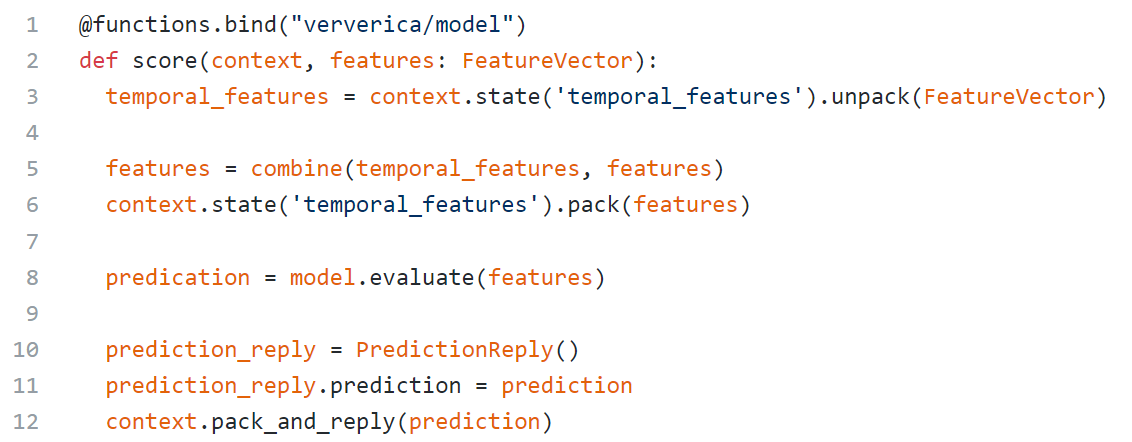 1 @functions.bind("ververica/model")
2 def score(context, features: FeatureVector):
3 temporal_features = context.state('temporal_features').unpack(FeatureVector)
4
5 features = combine(temporal_features, features)
6 context.state('temporal_features').pack(features)
7
8 predication = model.evaluate(features)
9
10 prediction_reply = PredictionReply()
11 prediction_reply.prediction = prediction
12 context.pack_and_reply(prediction)